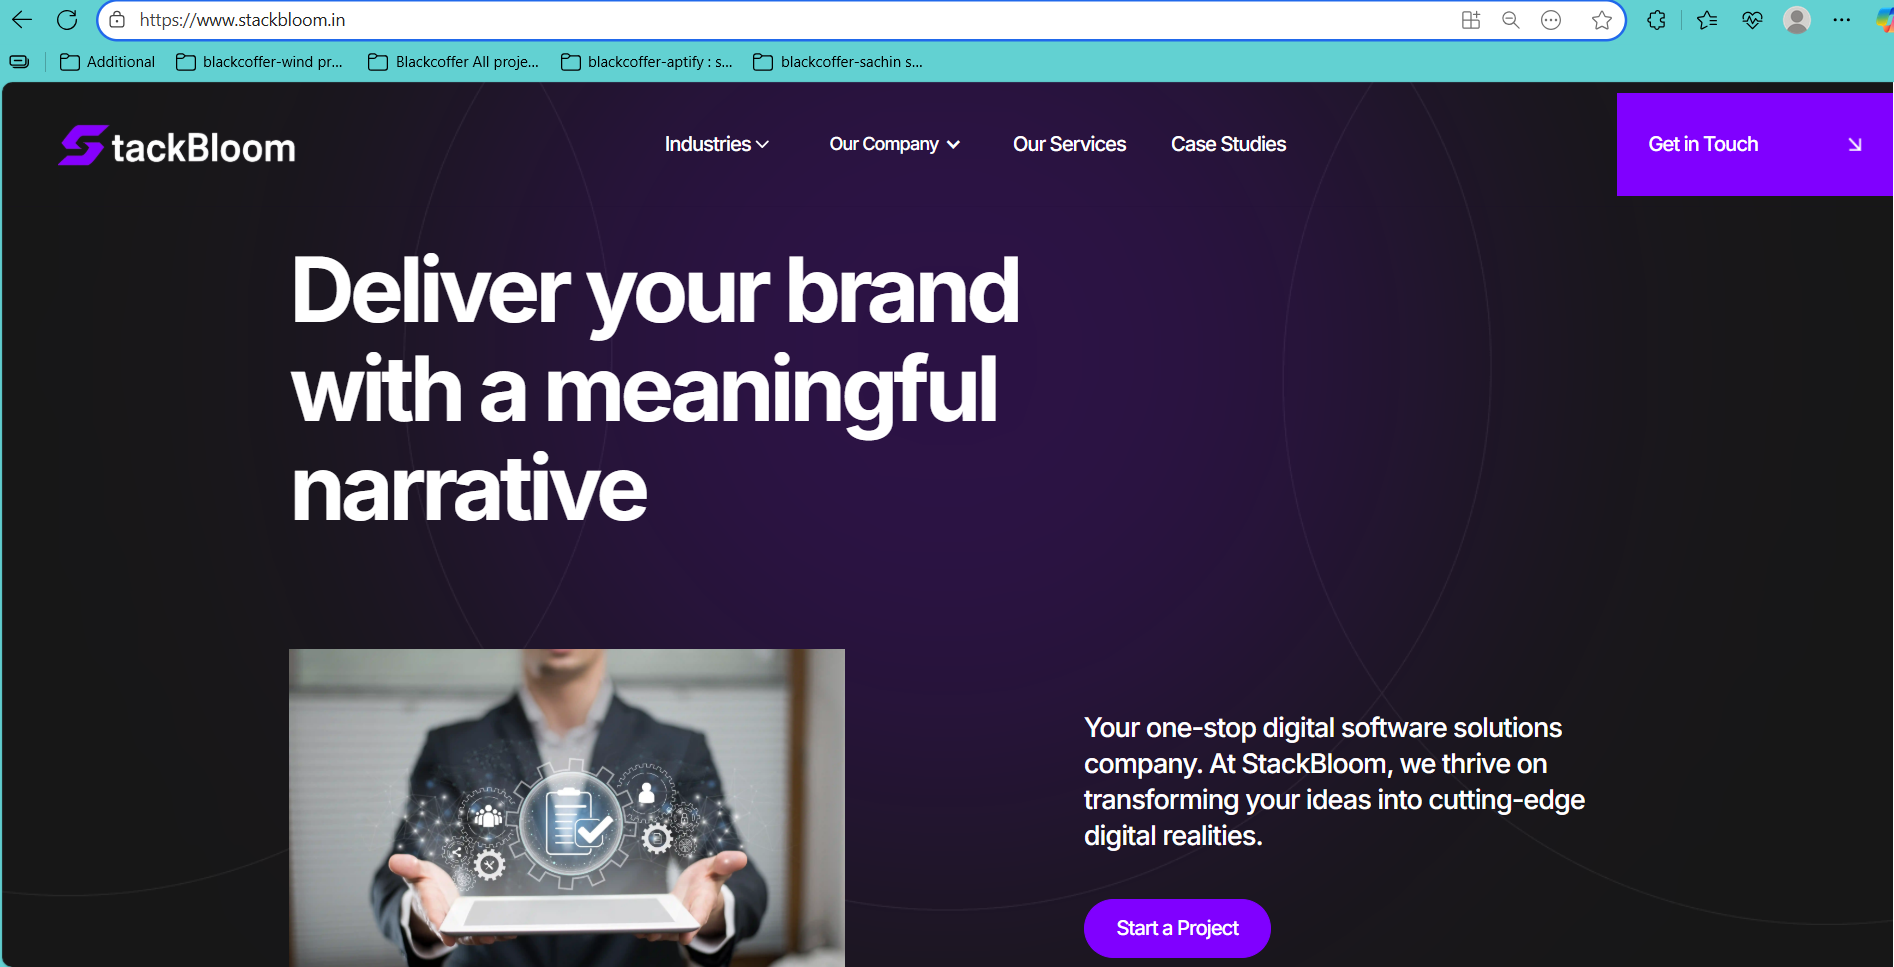 https://www.stackbloom.in
Additional
blackcoffer-wind pr...
Blackcoffer All proje...
blackcoffer-aptify : s...
blackcoffer-sachin s...
StackBloom
Industries
Our Company
Our Services
Case Studies
Get in Touch
Deliver your brand
with a meaningful
narrative
Your one-stop digital software solutions
company. At StackBloom, we thrive on
transforming your ideas into cutting-edge
digital realities.
Start a Project